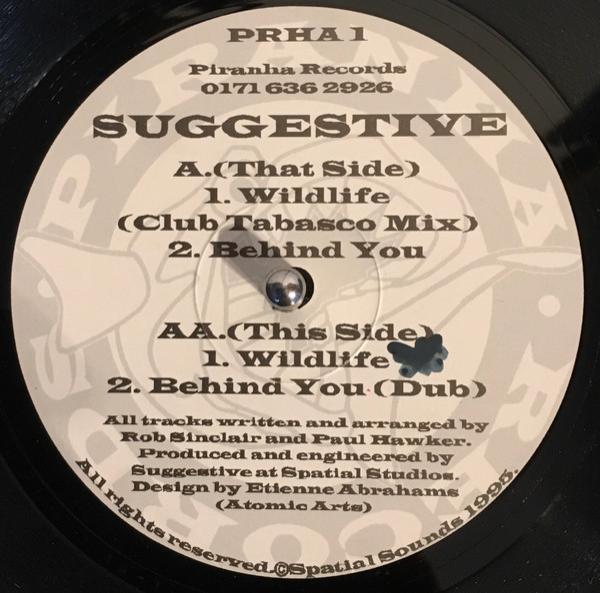 PRHA 1
Piranha Records
0171 636 2926
SUGGESTIVE
A.(That Side)
1. Wildlife
(Club Tabasco Mix)
2. Behind You
AA.(This Side)
1. Wildlife
2. Behind You (Dub)
All tracks written and arranged by
Rob Sinclair and Paul Hawker.
Produced and engineered by
Suggestive at Spatial Studios.
Design by Etienne Abrahams
(Atomic Arts)
All rights reserved.©Spatial Sounds 1995.
PIRANHA RECORDS